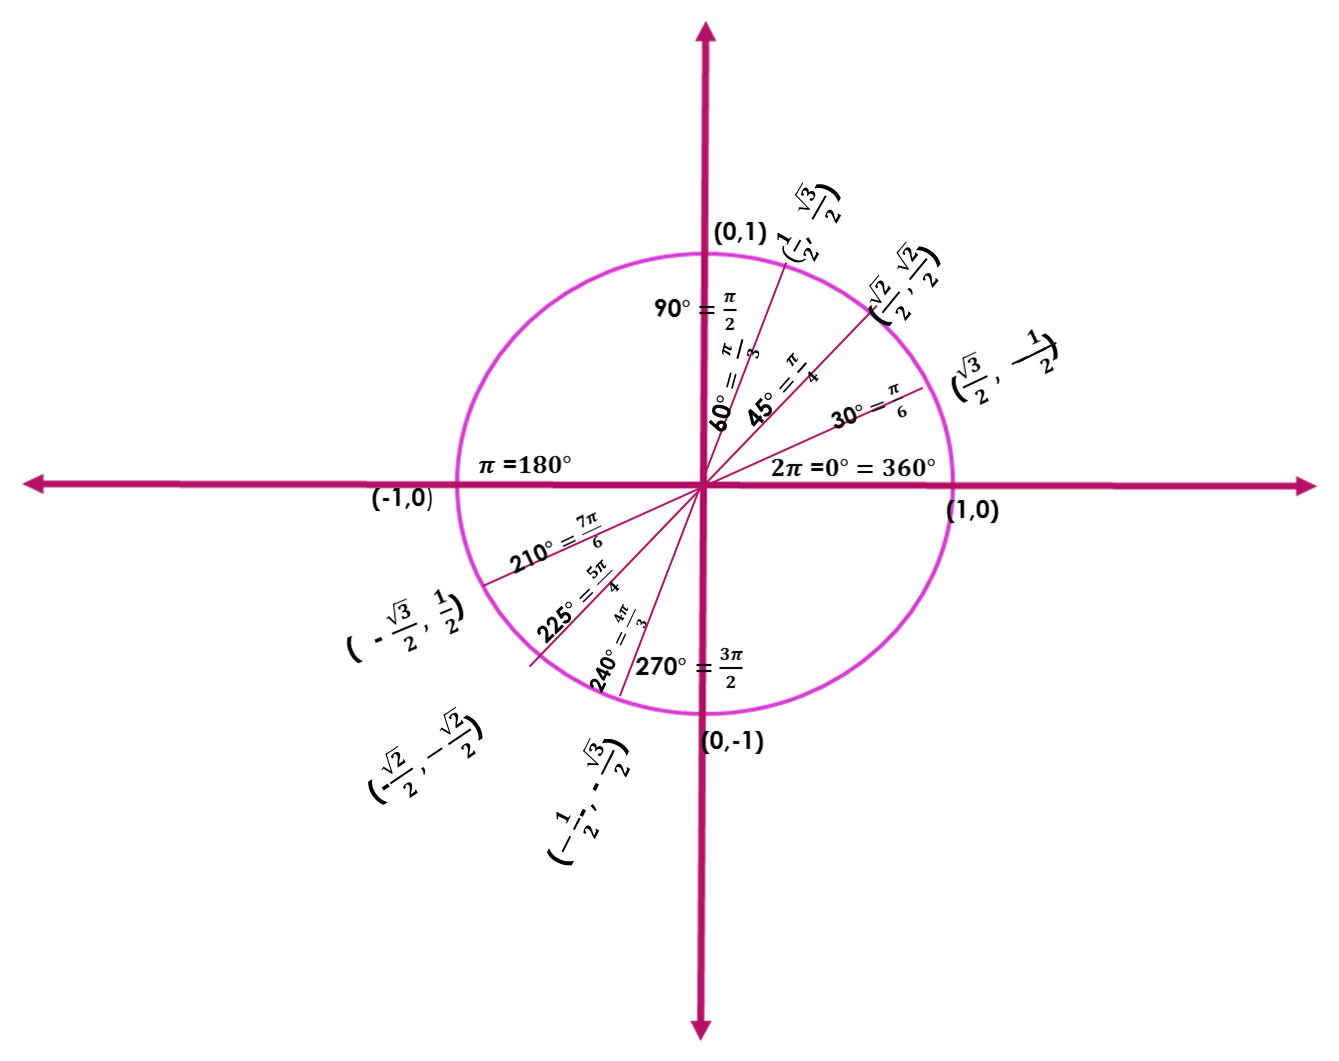 (0,1)
(1/2, √3/2)
(√2/2, √2/2)
(√3/2, —1/2)
90° = π/2
60° = π/3
45° = π/4
30° = π/6
π =180°
2π =0° = 360°
(-1,0)
(1,0)
210° = 7π/6
225° = 5π/4
240° = 4π/3
270° = 3π/2
( - √3/2, 1/2)
(-√2/2, −√2/2)
(−1/2-, - √3/2)
(0,-1)